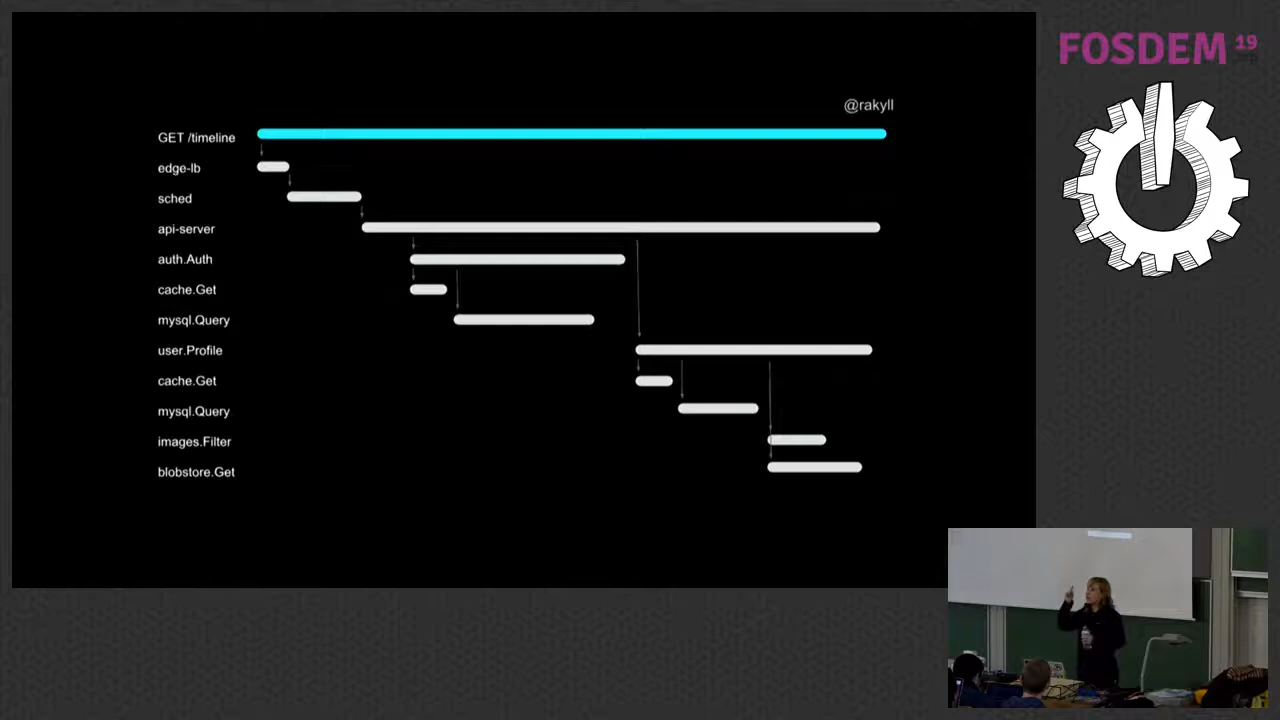 FOSDEM 19
@rakyll
GET /timeline
edge-lb
sched
api-server
auth.Auth
cache.Get
mysql.Query
user.Profile
cache.Get
mysql.Query
images.Filter
blobstore.Get